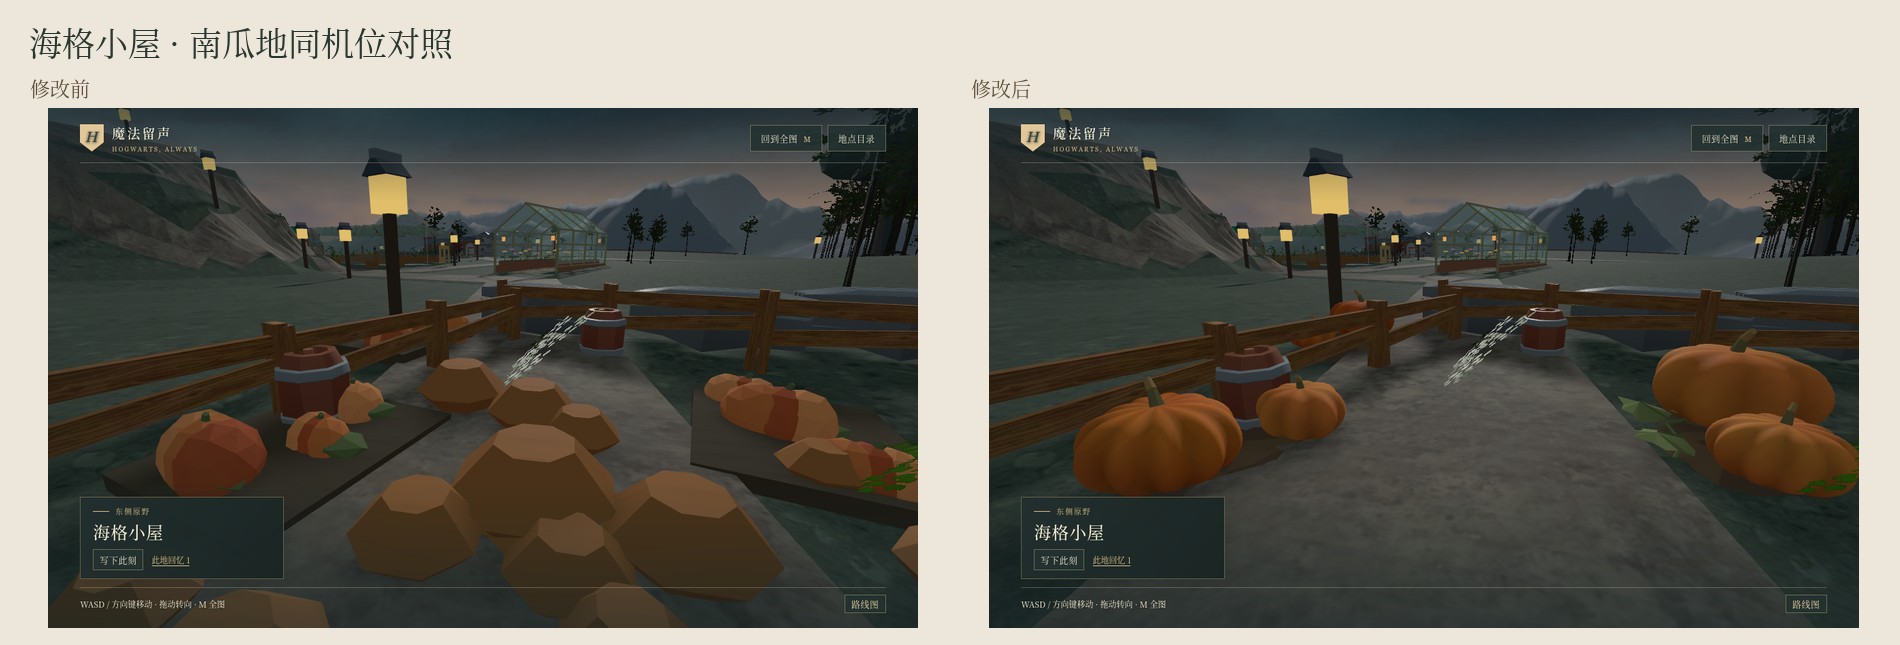 海格小屋 · 南瓜地同机位对照
修改前
H 魔法留声
HOGWARTS, ALWAYS
回到全图 M
地点目录
东侧原野
海格小屋
写下此刻
此地回忆 1
WASD / 方向键移动 · 拖动转向 · M 全图
路线图
修改后
H 魔法留声
HOGWARTS, ALWAYS
回到全图 M
地点目录
东侧原野
海格小屋
写下此刻
此地回忆 1
WASD / 方向键移动 · 拖动转向 · M 全图
路线图